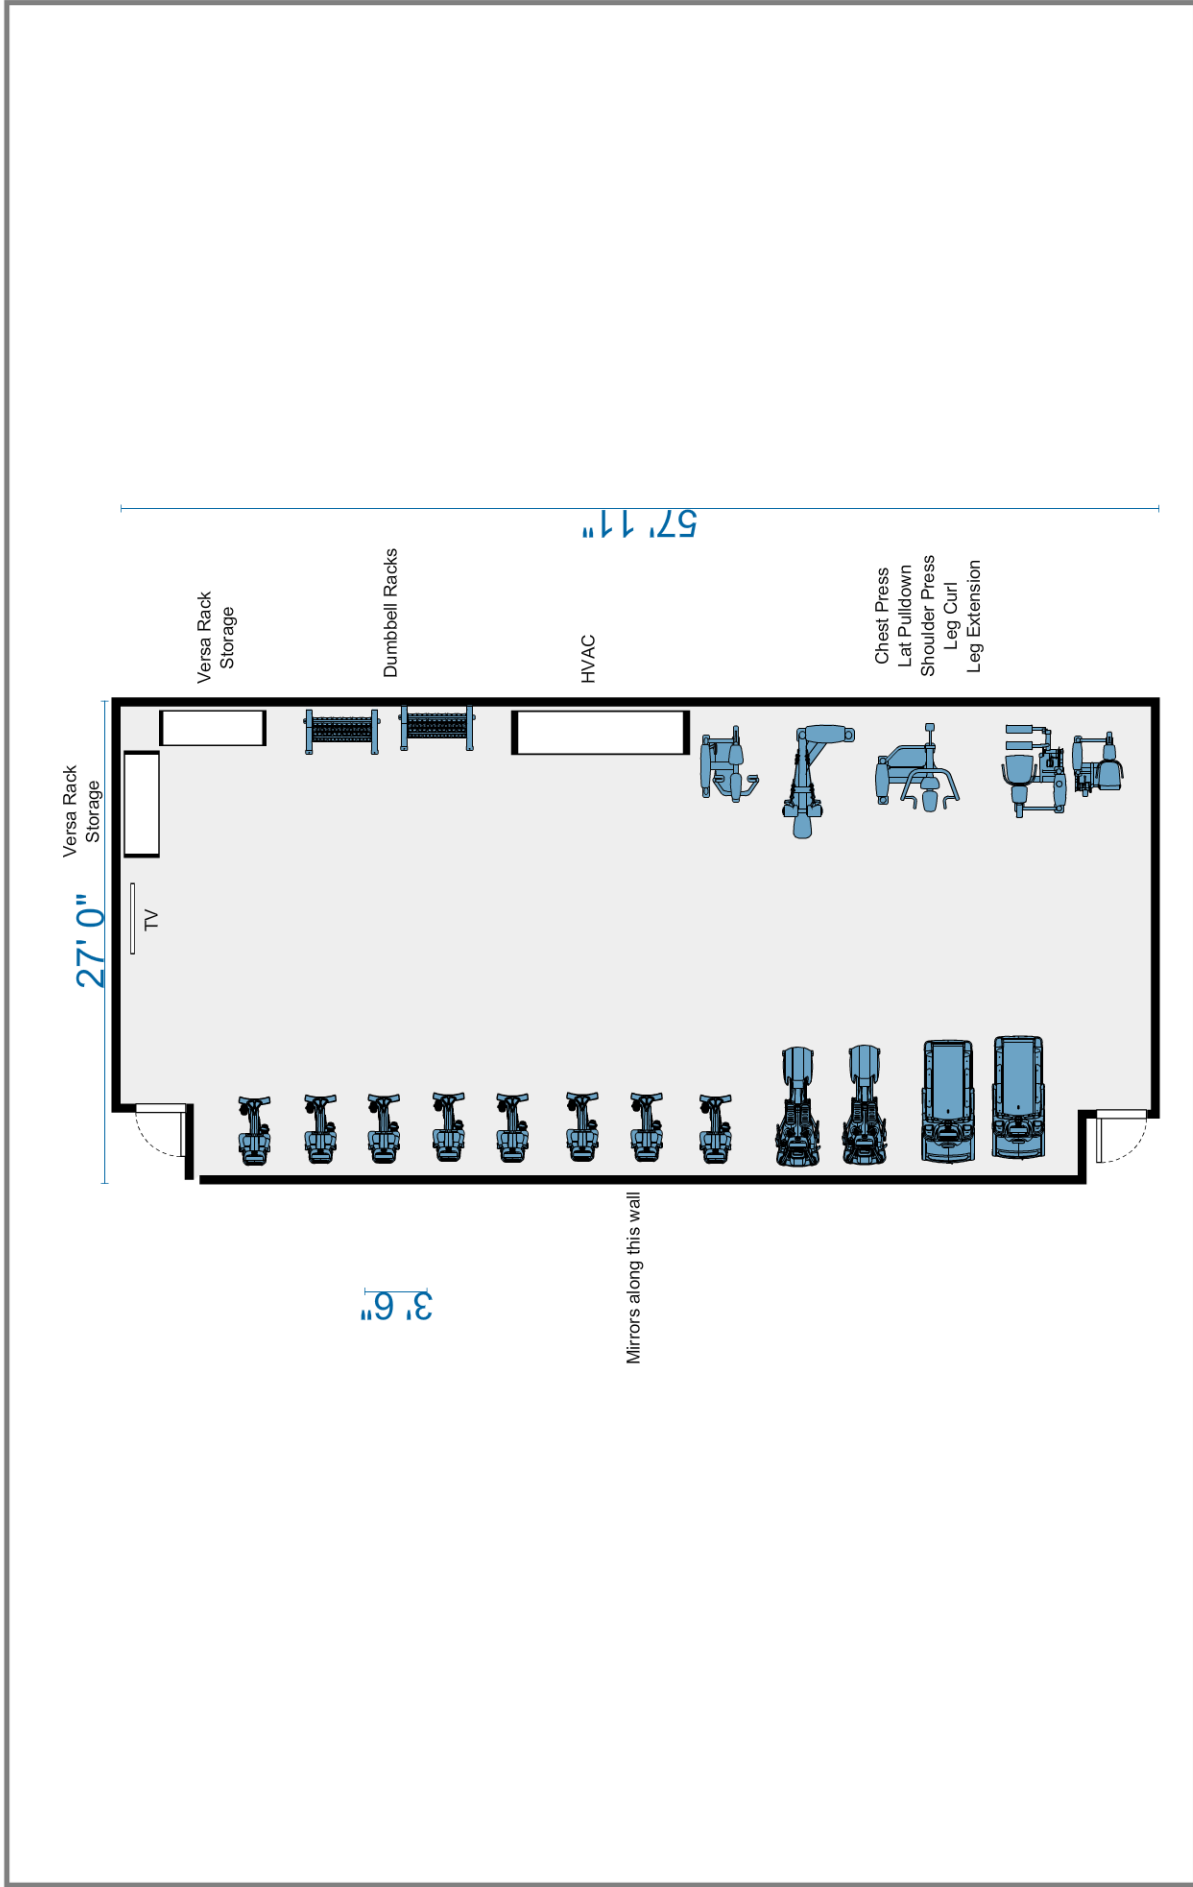 57' 11"
Versa Rack
Storage
Dumbbell Racks
HVAC
Chest Press
Lat Pulldown
Shoulder Press
Leg Curl
Leg Extension
Versa Rack
Storage
27' 0"
TV
Mirrors along this wall
3' 6"